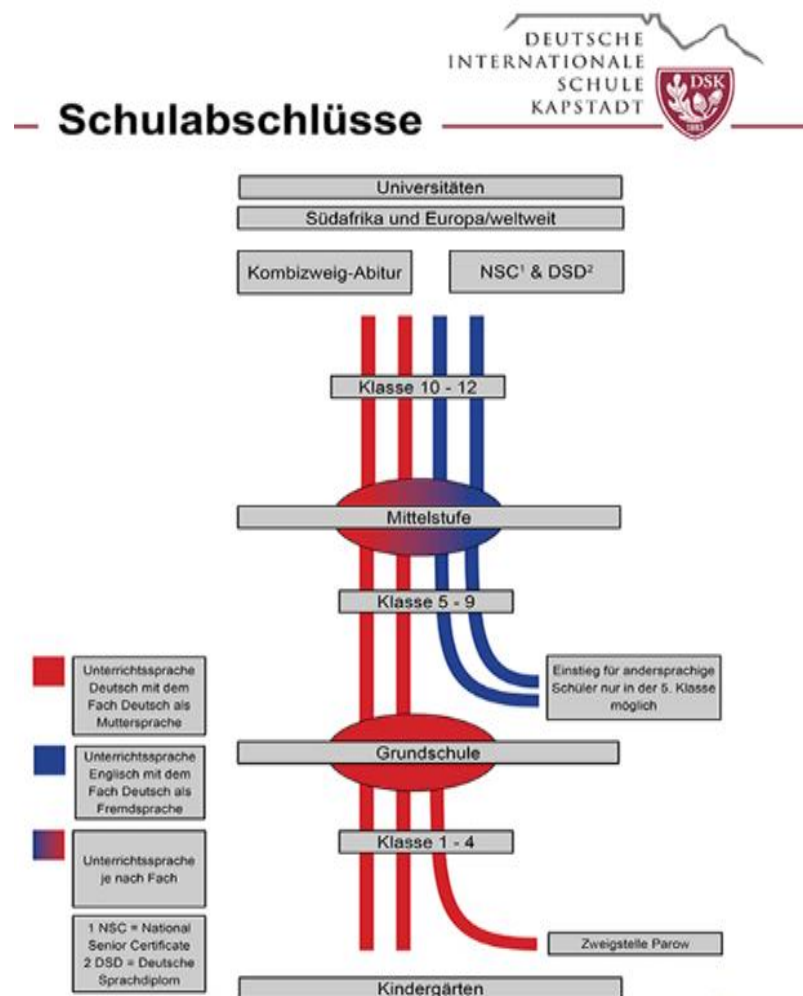 DEUTSCHE
INTERNATIONALE
SCHULE
KAPSTADT
DSK
1883
Schulabschlüsse
Universitäten
Südafrika und Europa/weltweit
Kombizweig-Abitur
NSC¹ & DSD²
Klasse 10 - 12
Mittelstufe
Klasse 5 - 9
Einstieg für andersprachige
Schüler nur in der 5. Klasse
möglich
Grundschule
Klasse 1 - 4
Zweigstelle Parow
Kindergärten
Unterrichtssprache
Deutsch mit dem
Fach Deutsch als
Muttersprache
Unterrichtssprache
Englisch mit dem
Fach Deutsch als
Fremdsprache
Unterrichtssprache
je nach Fach
1 NSC = National
Senior Certificate
2 DSD = Deutsche
Sprachdiplom